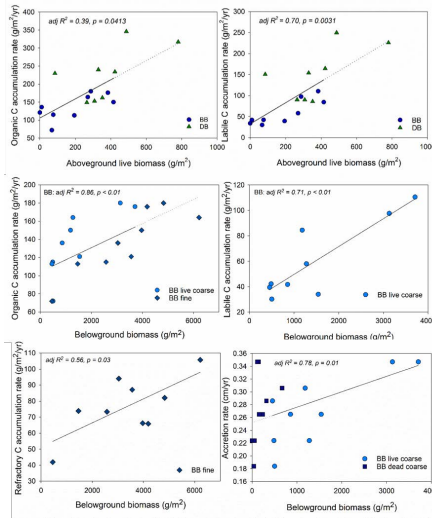 adj R² = 0.39, p = 0.0413
Organic C accumulation rate (g/m²/yr)
400
350
300
250
200
150
100
50
0 200 400 600 800 1000
BB
DB
Aboveground live biomass (g/m²)
adj R² = 0.70, p = 0.0031
Labile C accumulation rate (g/m²/yr)
300
250
200
150
100
50
0
0 200 400 600 800 1000
BB
DB
Aboveground live biomass (g/m²)
BB: adj R² = 0.86, p < 0.01
Organic C accumulation rate (g/m²/yr)
200
180
160
140
120
100
80
60
0 2000 4000 6000
BB live coarse
BB fine
Belowground biomass (g/m²)
BB: adj R² = 0.71, p < 0.01
Labile C accumulation rate (g/m²/yr)
120
100
80
60
40
20
0 1000 2000 3000 4000
BB live coarse
Belowground biomass (g/m²)
adj R² = 0.56, p = 0.03
Refractory C accumulation rate (g/m²/yr)
110
100
90
80
70
60
50
40
30
0 2000 4000 6000
BB fine
Belowground biomass (g/m²)
adj R² = 0.78, p = 0.01
Accretion rate (cm/yr)
0.36
0.34
0.32
0.30
0.28
0.26
0.24
0.22
0.20
0.18
0.16
0 1000 2000 3000 4000
BB live coarse
BB dead coarse
Belowground biomass (g/m²)